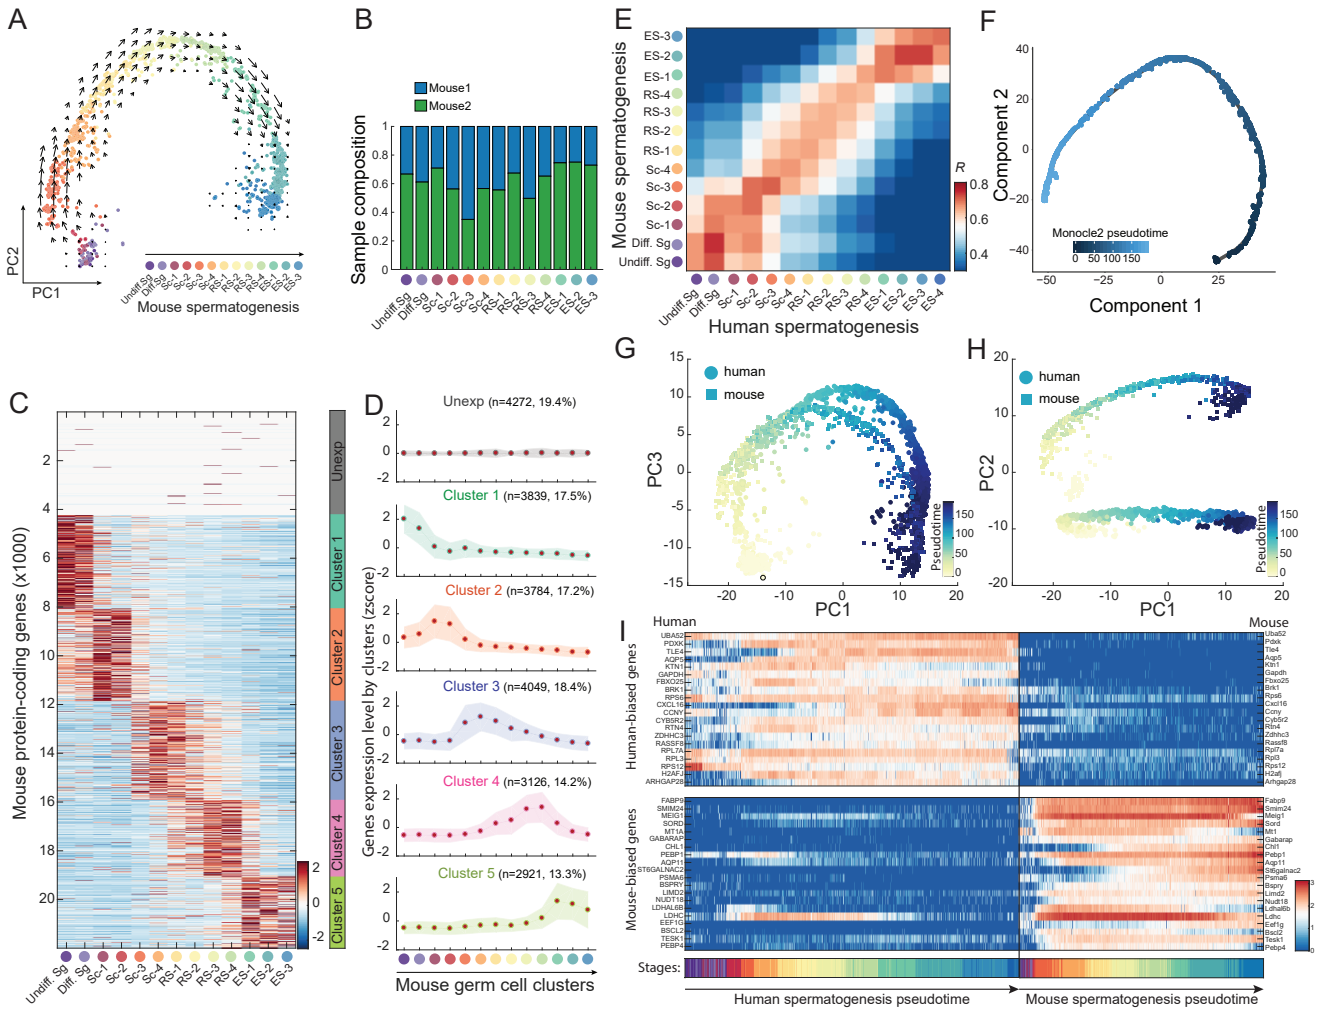 A
PC2
PC1
Undiff.Sg
Diff.Sg
Sc-1
Sc-2
Sc-3
Sc-4
RS-1
RS-2
RS-3
RS-4
ES-1
ES-2
ES-3
Mouse spermatogenesis
B
Mouse1
Mouse2
Sample composition
1
0.8
0.6
0.4
0.2
0
Undiff.Sg
Diff.Sg
Sc-1
Sc-2
Sc-3
Sc-4
RS-1
RS-2
RS-3
RS-4
ES-1
ES-2
ES-3
E
Mouse spermatogenesis
ES-3
ES-2
ES-1
RS-4
RS-3
RS-2
RS-1
Sc-4
Sc-3
Sc-2
Sc-1
Diff. Sg
Undiff. Sg
R
0.8
0.6
0.4
Undiff.Sg
Diff.Sg
Sc-1
Sc-2
Sc-3
Sc-4
RS-1
RS-2
RS-3
RS-4
ES-1
ES-2
ES-3
ES-4
Human spermatogenesis
F
Component 2
40
20
0
−20
−40
Monocle2 pseudotime
0 50 100 150
−50 −25 0 25
Component 1
C
Mouse protein-coding genes (x1000)
2
4
6
8
10
12
14
16
18
20
Unexp
Cluster 1
Cluster 2
Cluster 3
Cluster 4
Cluster 5
2
1
0
-1
-2
Undiff. Sg
Diff. Sg
Sc-1
Sc-2
Sc-3
Sc-4
RS-1
RS-2
RS-3
RS-4
ES-1
ES-2
ES-3
D
Genes expression level by clusters (zscore)
Unexp (n=4272, 19.4%)
2
0
-2
Cluster 1 (n=3839, 17.5%)
2
0
-2
Cluster 2 (n=3784, 17.2%)
2
0
-2
Cluster 3 (n=4049, 18.4%)
2
0
-2
Cluster 4 (n=3126, 14.2%)
2
0
-2
Cluster 5 (n=2921, 13.3%)
2
0
-2
Mouse germ cell clusters
G
human
mouse
PC3
15
10
5
0
-5
-10
-15
Pseudotime
150
100
50
0
-20 -10 0 10 20
PC1
H
human
mouse
PC2
20
10
0
-10
-20
Pseudotime
150
100
50
0
-20 -10 0 10 20
PC1
I
Human
Mouse
Human-biased genes
UBA52
PDXK
TLE4
AQP5
KTN1
GAPDH
FBXO25
BRK1
RPS6
CXCL16
CCNY
CYB5R2
RTN4
ZDHHC3
RASSF8
RPL7A
RPL3
RPS12
H2AFJ
ARHGAP28
Uba52
Pdxk
Tle4
Aqp5
Ktn1
Gapdh
Fbxo25
Brk1
Rps6
Cxcl16
Ccny
Cyb5r2
Rtn4
Zdhhc3
Rassf8
Rpl7a
Rpl3
Rps12
H2afj
Arhgap28
Mouse-biased genes
FABP9
SMIM24
MEIG1
SORD
MT1A
GABARAP
CHL1
PEBP1
AQP11
ST6GALNAC2
PSMA6
BSPRY
LIMD2
NUDT18
LDHAL6B
LDHC
EEF1G
BSCL2
TESK1
PEBP4
Fabp9
Smim24
Meig1
Sord
Mt1
Gabarap
Chl1
Pebp1
Aqp11
St6galnac2
Psma6
Bspry
Limd2
Nudt18
Ldhal6b
Ldhc
Eef1g
Bscl2
Tesk1
Pebp4
3
2
1
0
Stages:
Human spermatogenesis pseudotime
Mouse spermatogenesis pseudotime